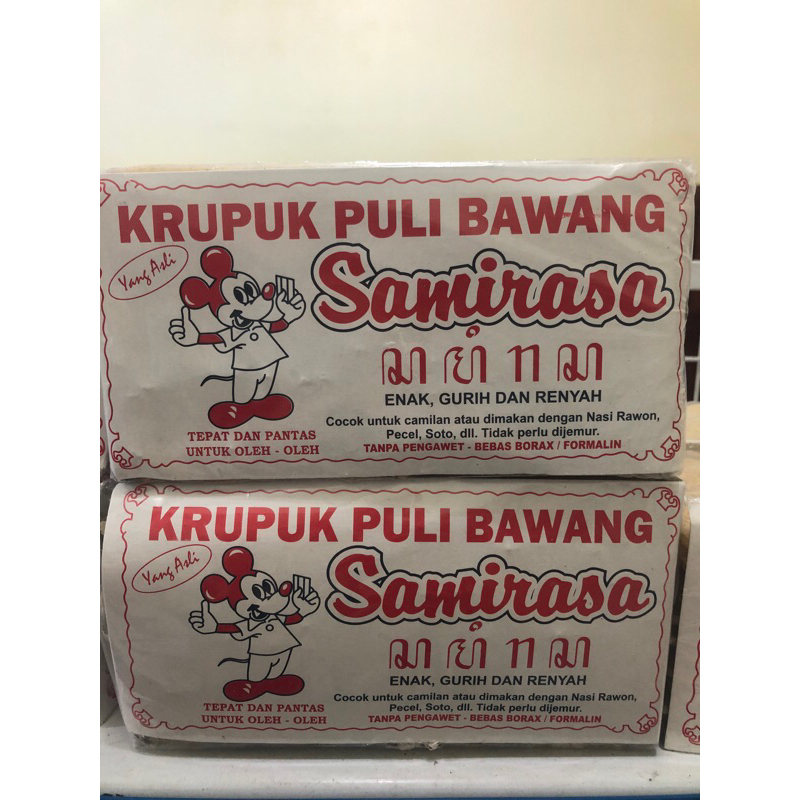 KRUPUK PULI BAWANG
Yang Asli
Samirasa
ꦱ ꦩꦶ ꦫ ꦱ
ENAK, GURIH DAN RENYAH
Cocok untuk camilan atau dimakan dengan Nasi Rawon,
Pecel, Soto, dll. Tidak perlu dijemur.
TANPA PENGAWET - BEBAS BORAX / FORMALIN
TEPAT DAN PANTAS
UNTUK OLEH - OLEH
KRUPUK PULI BAWANG
Yang Asli
Samirasa
ꦱ ꦩꦶ ꦫ ꦱ
ENAK, GURIH DAN RENYAH
Cocok untuk camilan atau dimakan dengan Nasi Rawon,
Pecel, Soto, dll. Tidak perlu dijemur.
TANPA PENGAWET - BEBAS BORAX / FORMALIN
TEPAT DAN PANTAS
UNTUK OLEH - OLEH